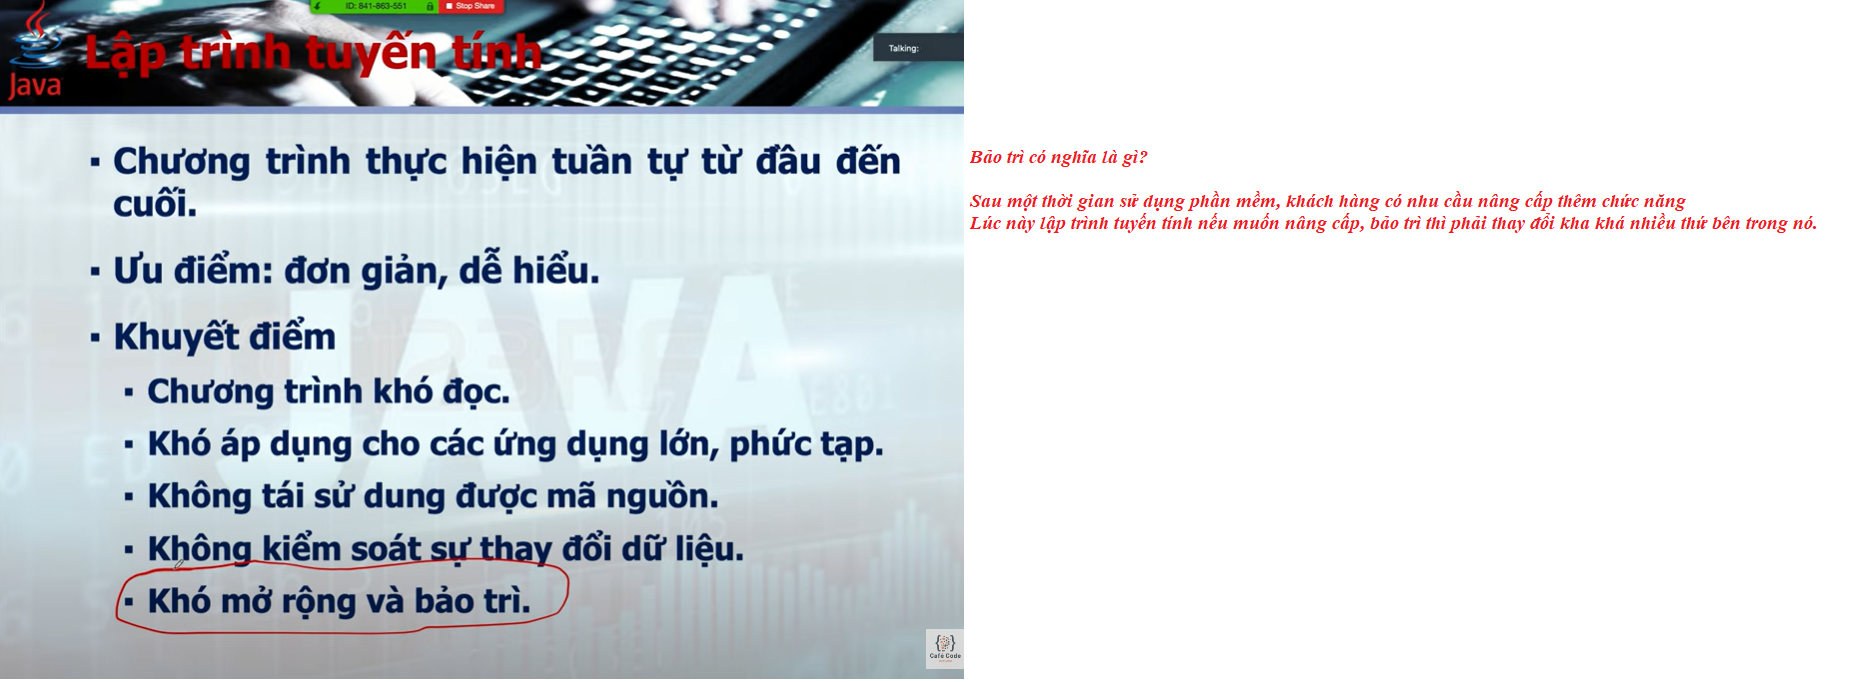 ID: 841-863-551
Stop Share
Java
Lập trình tuyến tính
Talking:
▪ Chương trình thực hiện tuần tự từ đầu đến
cuối.
▪ Ưu điểm: đơn giản, dễ hiểu.
▪ Khuyết điểm
▪ Chương trình khó đọc.
▪ Khó áp dụng cho các ứng dụng lớn, phức tạp.
▪ Không tái sử dung được mã nguồn.
▪ Không kiểm soát sự thay đổi dữ liệu.
▪ Khó mở rộng và bảo trì.
JAVA
Café Code
Bảo trì có nghĩa là gì?
Sau một thời gian sử dụng phần mềm, khách hàng có nhu cầu nâng cấp thêm chức năng
Lúc này lập trình tuyến tính nếu muốn nâng cấp, bảo trì thì phải thay đổi kha khá nhiều thứ bên trong nó.